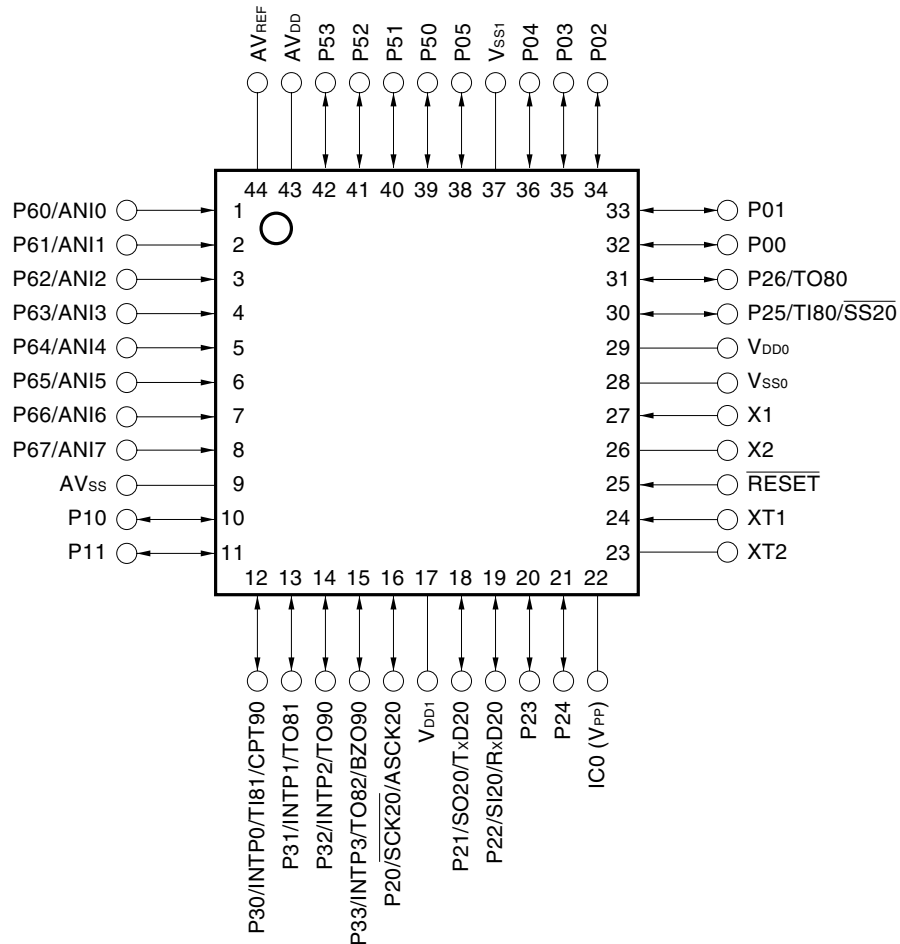 AVREF
AVDD
P53
P52
P51
P50
P05
VSS1
P04
P03
P02
44 43 42 41 40 39 38 37 36 35 34
P60/ANI0 1
P61/ANI1 2
P62/ANI2 3
P63/ANI3 4
P64/ANI4 5
P65/ANI5 6
P66/ANI6 7
P67/ANI7 8
AVSS 9
P10 10
P11 11
33 P01
32 P00
31 P26/TO80
30 P25/TI80/SS20
29 VDD0
28 VSS0
27 X1
26 X2
25 RESET
24 XT1
23 XT2
12 13 14 15 16 17 18 19 20 21 22
P30/INTP0/TI81/CPT90
P31/INTP1/TO81
P32/INTP2/TO90
P33/INTP3/TO82/BZO90
P20/SCK20/ASCK20
VDD1
P21/SO20/TxD20
P22/SI20/RxD20
P23
P24
IC0 (VPP)